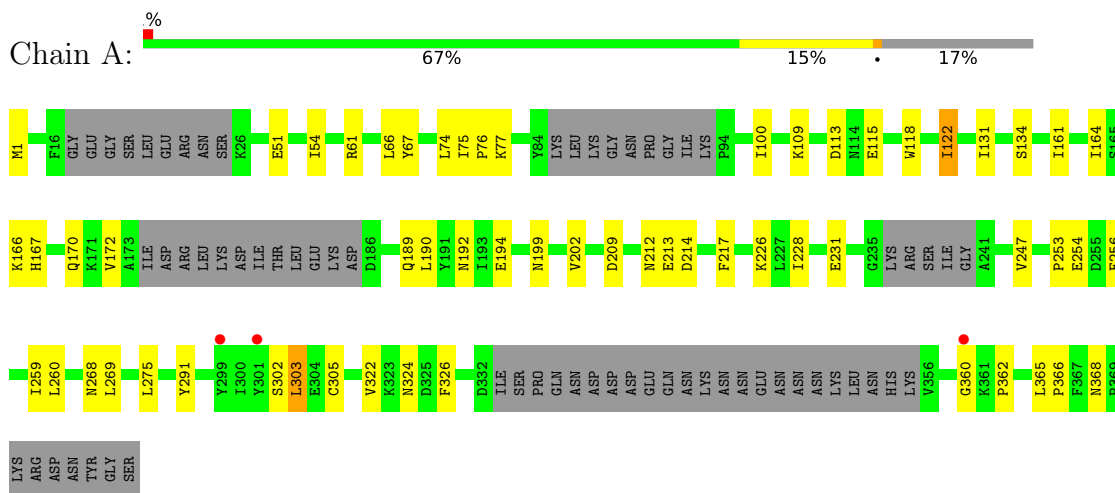 .%
Chain A: 67% 15% • 17%
M1 F16 GLY GLU GLY SER LEU GLU ARG ASN SER K26 E51 I54 R61 L66 Y67 L74 I75 P76 K77 Y84 LYS LEU LYS GLY ASN PRO GLY ILE LYS P94 I100 K109 D113 N114 E115 W118 I122 I131 S134 I161 I164 S165
K166 H167 Q170 K171 V172 A173 ILE ASP ARG LEU LYS ASP ILE THR LEU GLU LYS ASP D186 Q189 L190 Y191 N192 I193 E194 N199 V202 D209 N212 E213 D214 F217 K226 L227 I228 E231 G235 LYS ARG SER ILE GLY A241 V247 P253 E254 D255 E256
I259 L260 N268 L269 L275 Y291 Y299 I300 Y301 S302 L303 E304 C305 V322 K323 N324 D325 F326 D332 ILE SER PRO GLN ASN ASP ASP ASP GLU GLN ASN LYS ASN ASN GLU ASN ASN ASN LYS LEU ASN HIS LYS V356 G360 K361 P362 L365 P366 F367 N368
LYS ARG ASP ASN TYR GLY SER